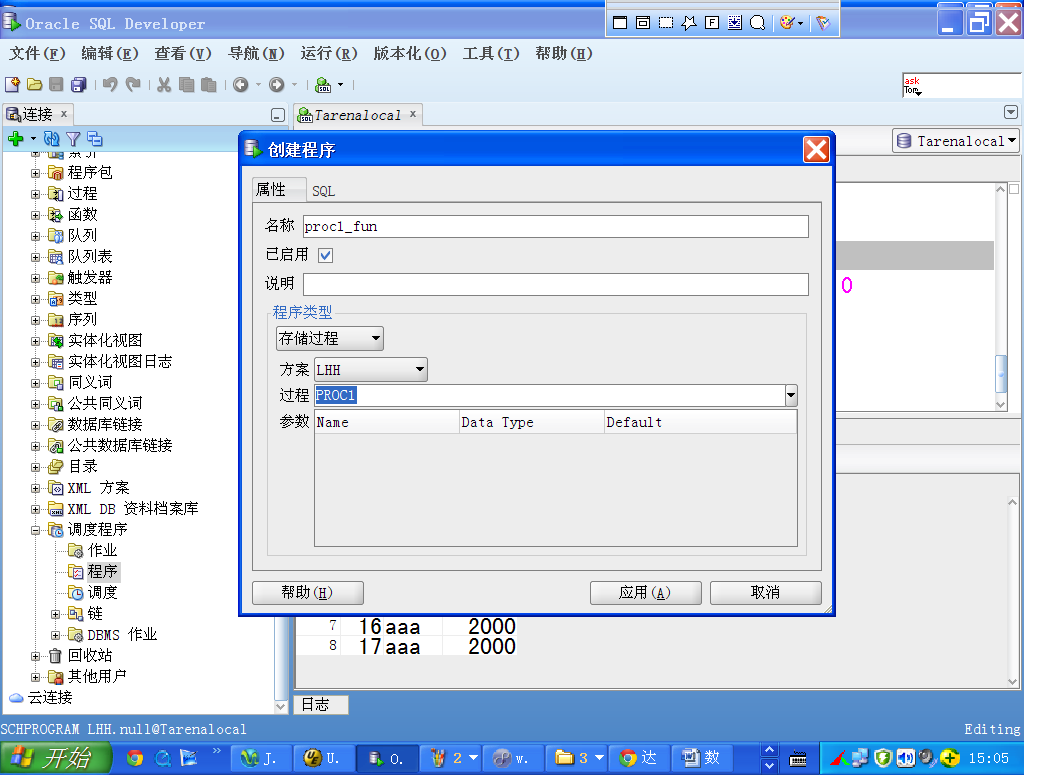 Oracle SQL Developer
文件(F) 编辑(E) 查看(V) 导航(N) 运行(R) 版本化(O) 工具(T) 帮助(H)
ask
Tom
连接
Tarenalocal
Tarenalocal
索引
程序包
过程
函数
队列
队列表
触发器
类型
序列
实体化视图
实体化视图日志
同义词
公共同义词
数据库链接
公共数据库链接
目录
XML 方案
XML DB 资料档案库
调度程序
作业
程序
调度
链
DBMS 作业
回收站
其他用户
云连接
创建程序
属性 SQL
名称 proc1_fun
已启用
说明
程序类型
存储过程
方案 LHH
过程 PROC1
参数 Name Data Type Default
帮助(H) 应用(A) 取消
0
7 16 aaa 2000
8 17 aaa 2000
日志
SCHPROGRAM LHH.null@Tarenalocal Editing
开始 J. U. O. 2 w. 3 达 数 15:05